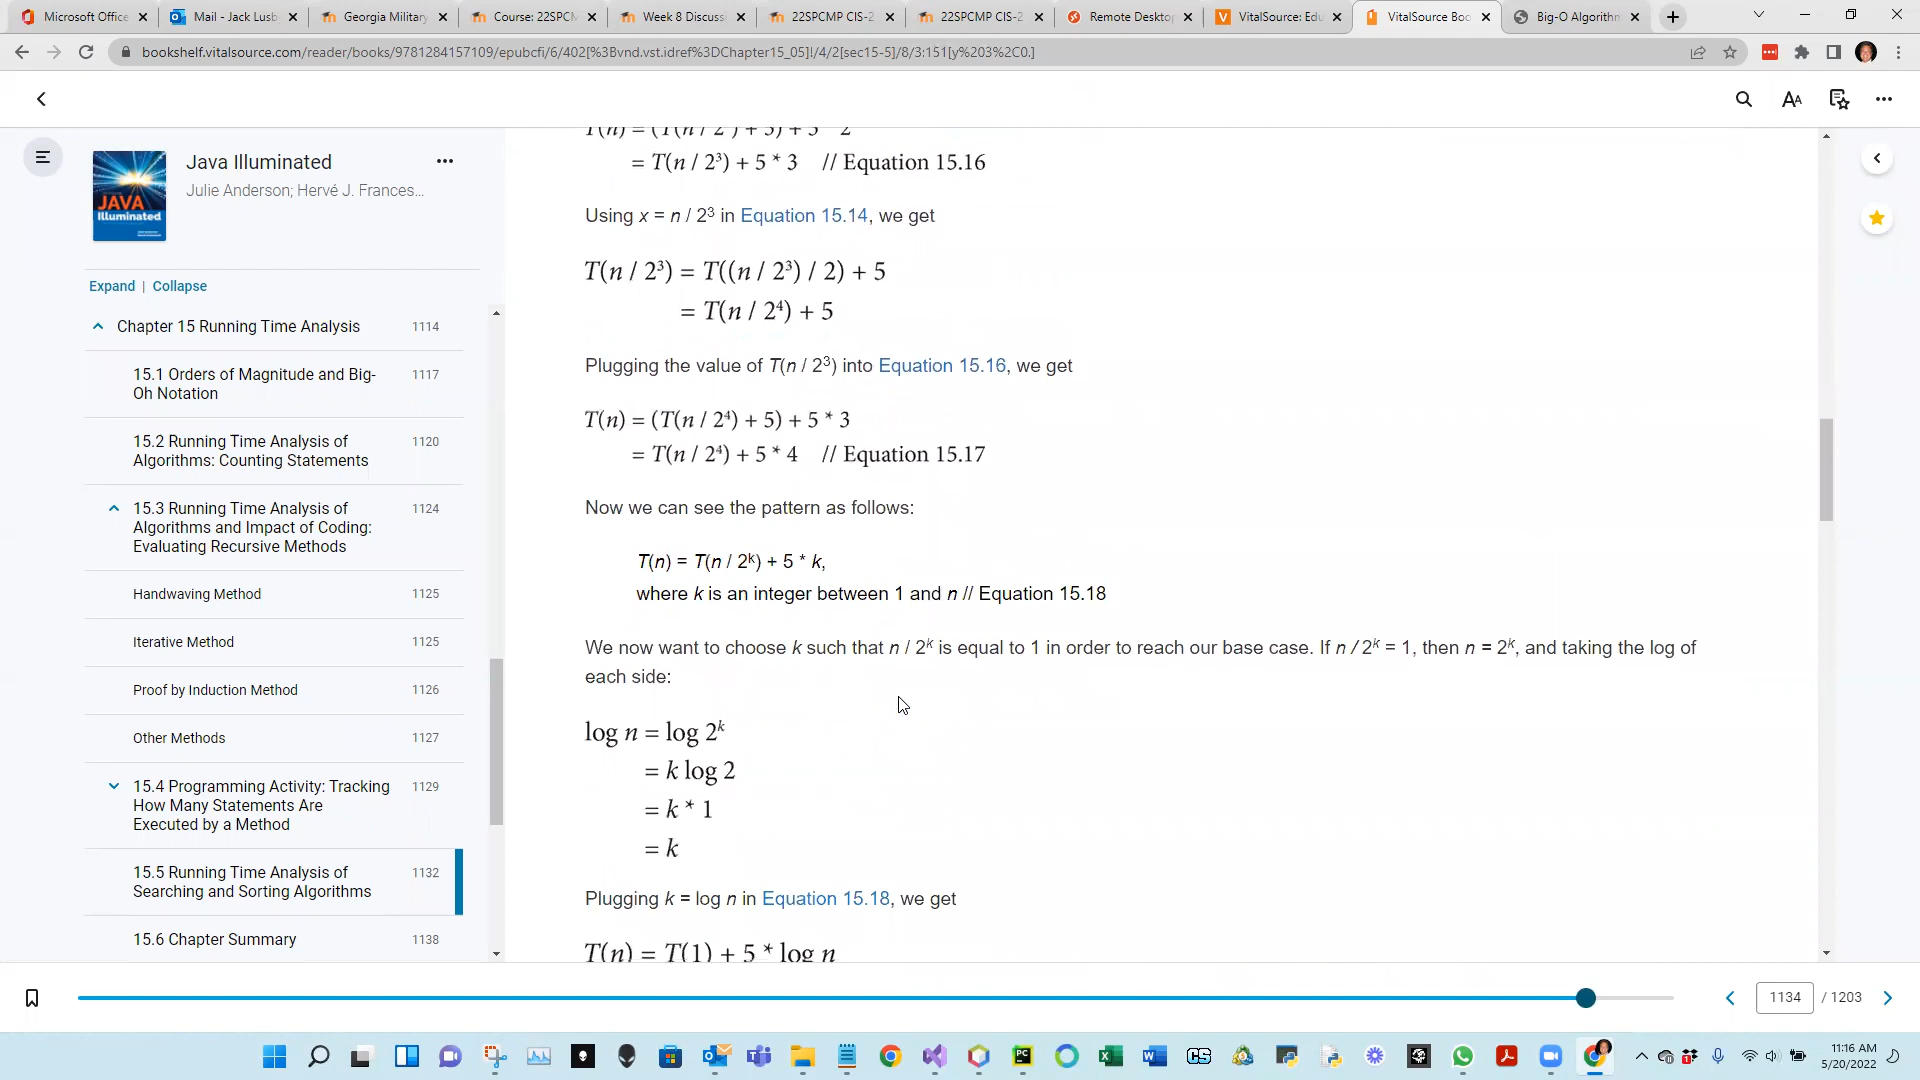 Microsoft Office
Mail - Jack Lusb
Georgia Military
Course: 22SPCM
Week 8 Discuss
22SPCMP CIS-2
22SPCMP CIS-2
Remote Desktop
VitalSource: Edu
VitalSource Boo
Big-O Algorithm
bookshelf.vitalsource.com/reader/books/9781284157109/epubcfi/6/402[%3Bvnd.vst.idref%3DChapter15_05]!/4/2[sec15-5]/8/3:151[y%203%2C0.]
Java Illuminated
Julie Anderson; Hervé J. Frances...
JAVA
Illuminated
Expand | Collapse
Chapter 15 Running Time Analysis 1114
15.1 Orders of Magnitude and Big-
Oh Notation 1117
15.2 Running Time Analysis of
Algorithms: Counting Statements 1120
15.3 Running Time Analysis of
Algorithms and Impact of Coding:
Evaluating Recursive Methods 1124
Handwaving Method 1125
Iterative Method 1125
Proof by Induction Method 1126
Other Methods 1127
15.4 Programming Activity: Tracking
How Many Statements Are
Executed by a Method 1129
15.5 Running Time Analysis of
Searching and Sorting Algorithms 1132
15.6 Chapter Summary 1138
= T(n / 2³) + 5 * 3 // Equation 15.16
Using x = n / 2³ in Equation 15.14, we get
T(n / 2³) = T((n / 2³) / 2) + 5
= T(n / 2⁴) + 5
Plugging the value of T(n / 2³) into Equation 15.16, we get
T(n) = (T(n / 2⁴) + 5) + 5 * 3
= T(n / 2⁴) + 5 * 4 // Equation 15.17
Now we can see the pattern as follows:
T(n) = T(n / 2ᵏ) + 5 * k,
where k is an integer between 1 and n // Equation 15.18
We now want to choose k such that n / 2ᵏ is equal to 1 in order to reach our base case. If n / 2ᵏ = 1, then n = 2ᵏ, and taking the log of
each side:
log n = log 2ᵏ
= k log 2
= k * 1
= k
Plugging k = log n in Equation 15.18, we get
T(n) = T(1) + 5 * log n
1134 / 1203
11:16 AM
5/20/2022